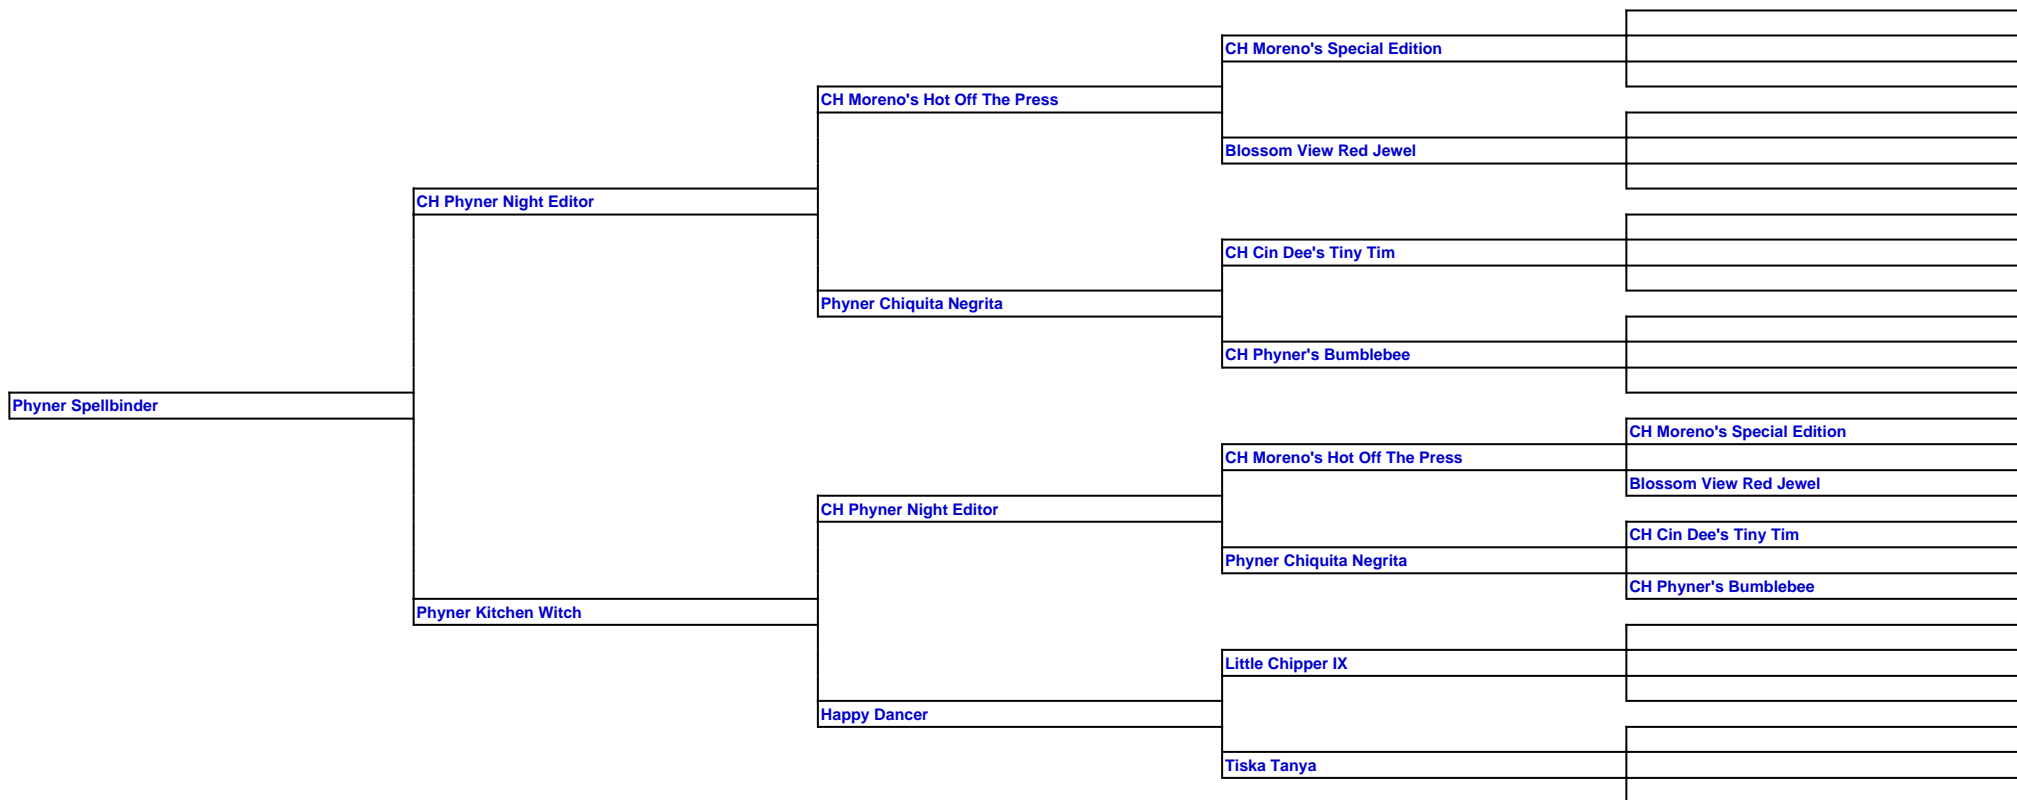 CH Moreno's Special Edition
CH Moreno's Hot Off The Press
Blossom View Red Jewel
CH Phyner Night Editor
CH Cin Dee's Tiny Tim
Phyner Chiquita Negrita
CH Phyner's Bumblebee
Phyner Spellbinder
CH Moreno's Special Edition
CH Moreno's Hot Off The Press
Blossom View Red Jewel
CH Phyner Night Editor
CH Cin Dee's Tiny Tim
Phyner Chiquita Negrita
CH Phyner's Bumblebee
Phyner Kitchen Witch
Little Chipper IX
Happy Dancer
Tiska Tanya